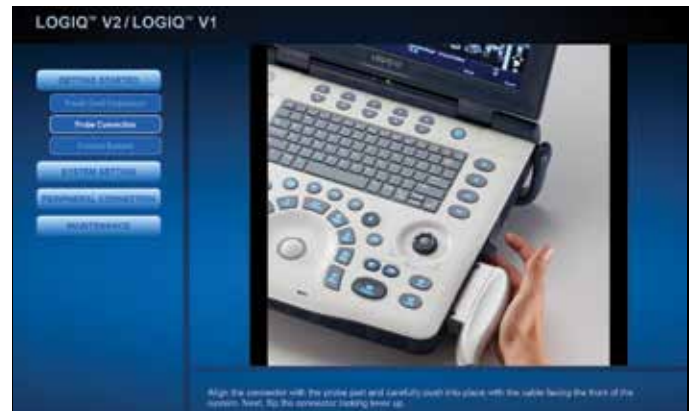 LOGIQ™ V2 / LOGIQ™ V1
GETTING STARTED
Probe Connection
SYSTEM SETTING
PERIPHERAL CONNECTION
MAINTENANCE
Align the connector with the probe port and carefully push into place with the cable facing the front of the
system. Next, flip the connector locking lever up.